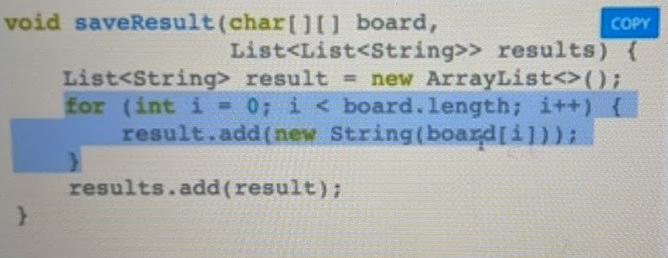 void saveResult(char[][] board,
COPY
List<List<String>> results) {
List<String> result = new ArrayList<>();
for (int i = 0; i < board.length; i++) {
result.add(new String(board[i]));
}
results.add(result);
}